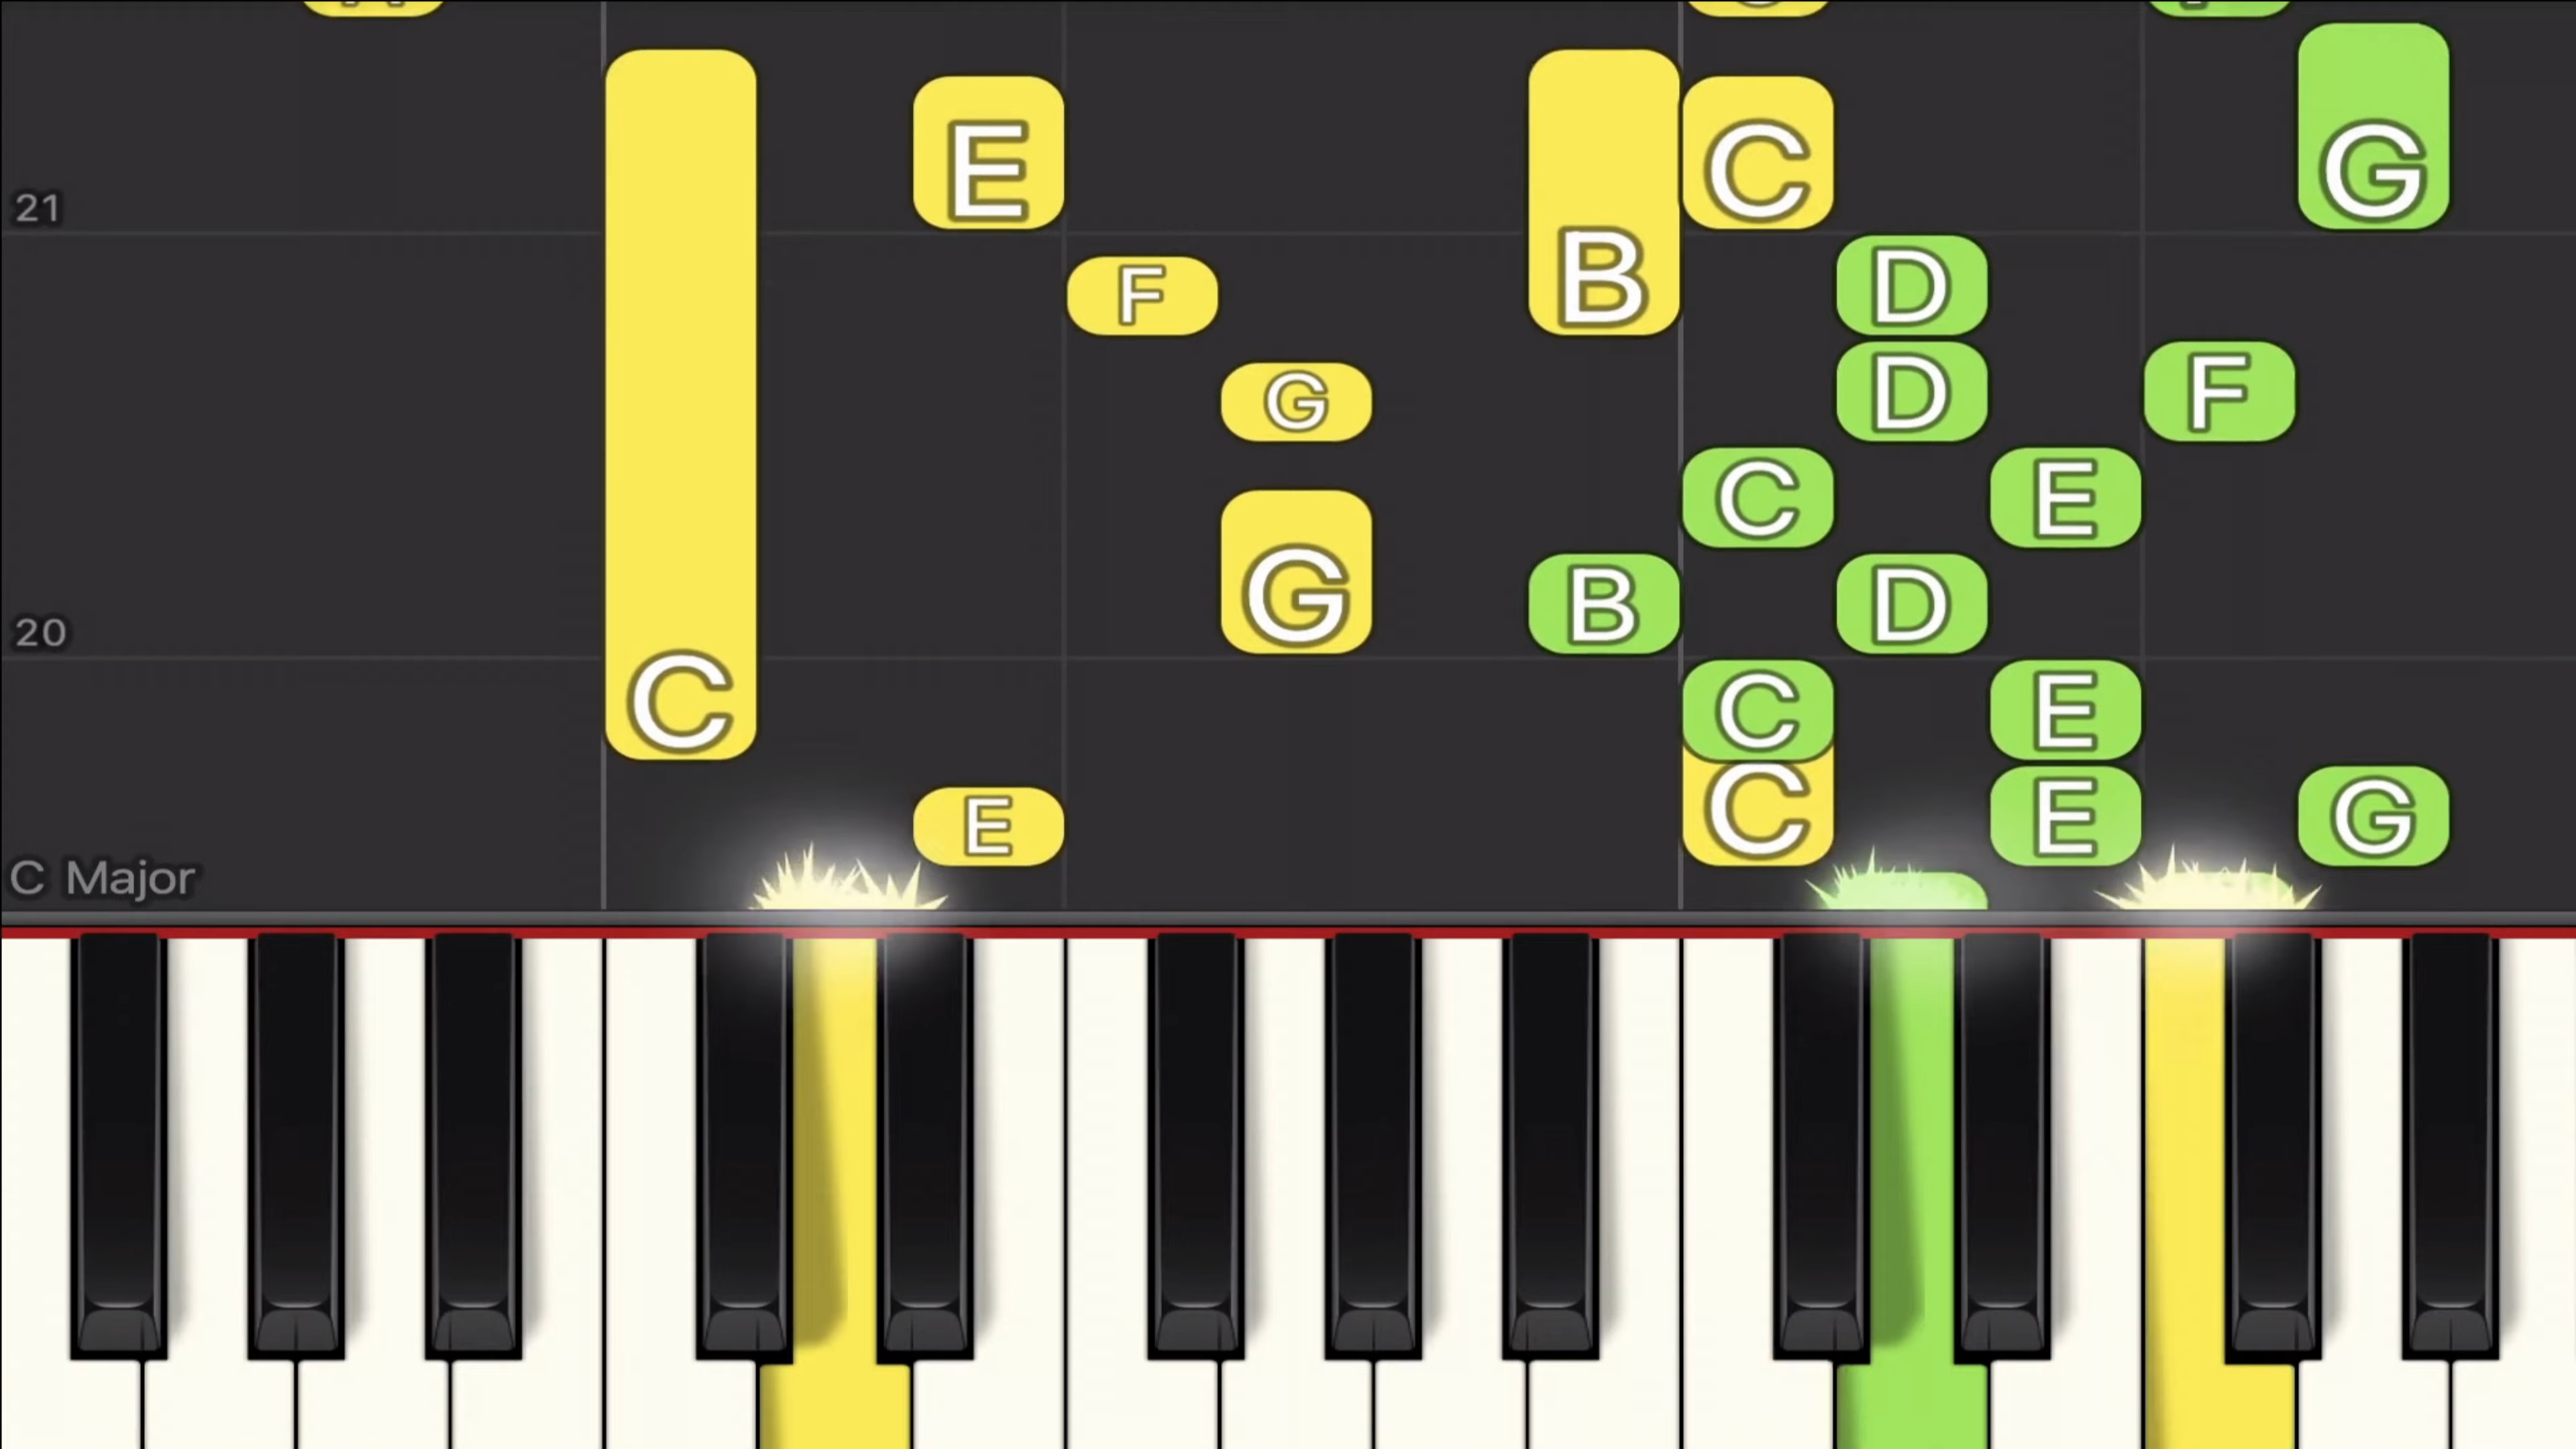 E C G
21
B D
F
G D F
C E
G B D
20
C C E
C E G
E
C Major